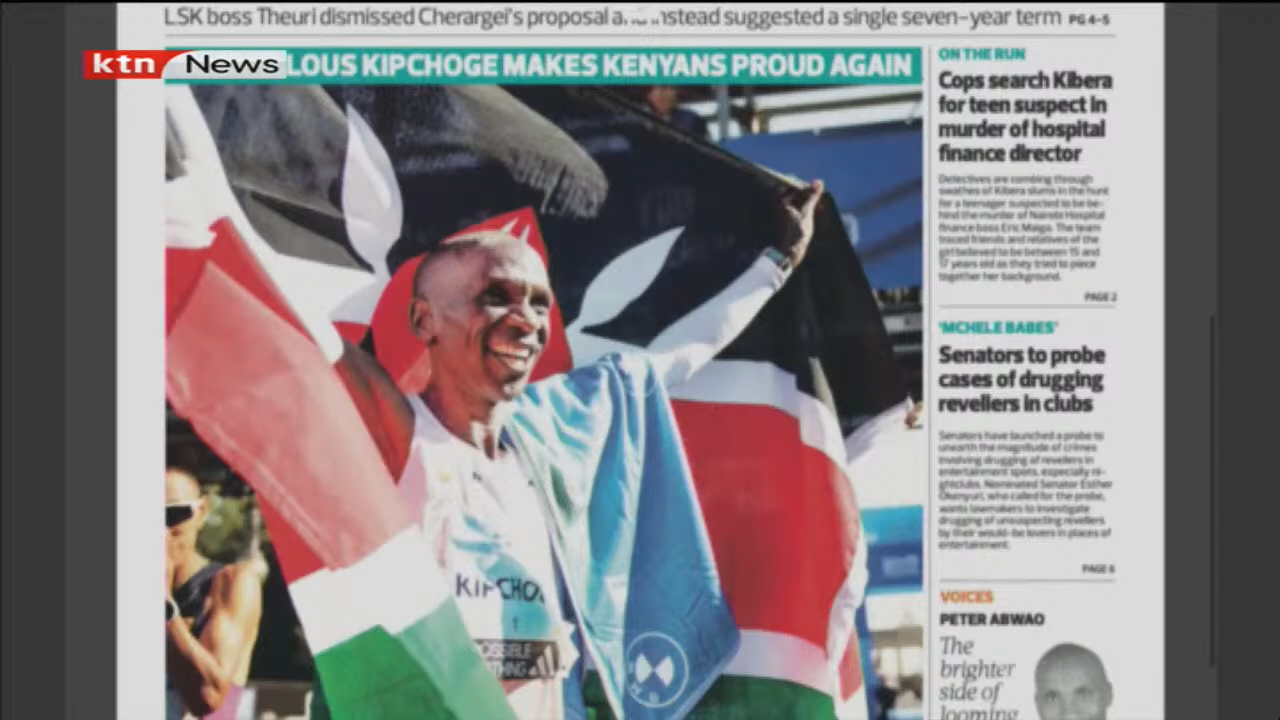 LSK boss Theuri dismissed Cherargei's proposal and instead suggested a single seven-year term PG 4-5
ktn News
LOUS KIPCHOGE MAKES KENYANS PROUD AGAIN
KIPCHOGE
1
ON THE RUN
Cops search Kibera
for teen suspect in
murder of hospital
finance director
Detectives are combing through
swathes of Kibera slums in the hunt
for a teenager suspected to be be-
hind the murder of Nairobi Hospital
finance boss Eric Maigo. The team
traced friends and relatives of the
girl believed to be between 15 and
17 years old as they tried to piece
together her background.
PAGE 2
'MCHELE BABES'
Senators to probe
cases of drugging
revellers in clubs
Senators have launched a probe to
unearth the magnitude of crimes
involving drugging of revellers in
entertainment spots, especially ni-
ghtclubs. Nominated Senator Esther
Okenyuri, who called for the probe,
wants lawmakers to investigate
drugging of unsuspecting revellers
by their would-be lovers in places of
entertainment.
PAGE 6
VOICES
PETER ABWAO
The
brighter
side of
looming